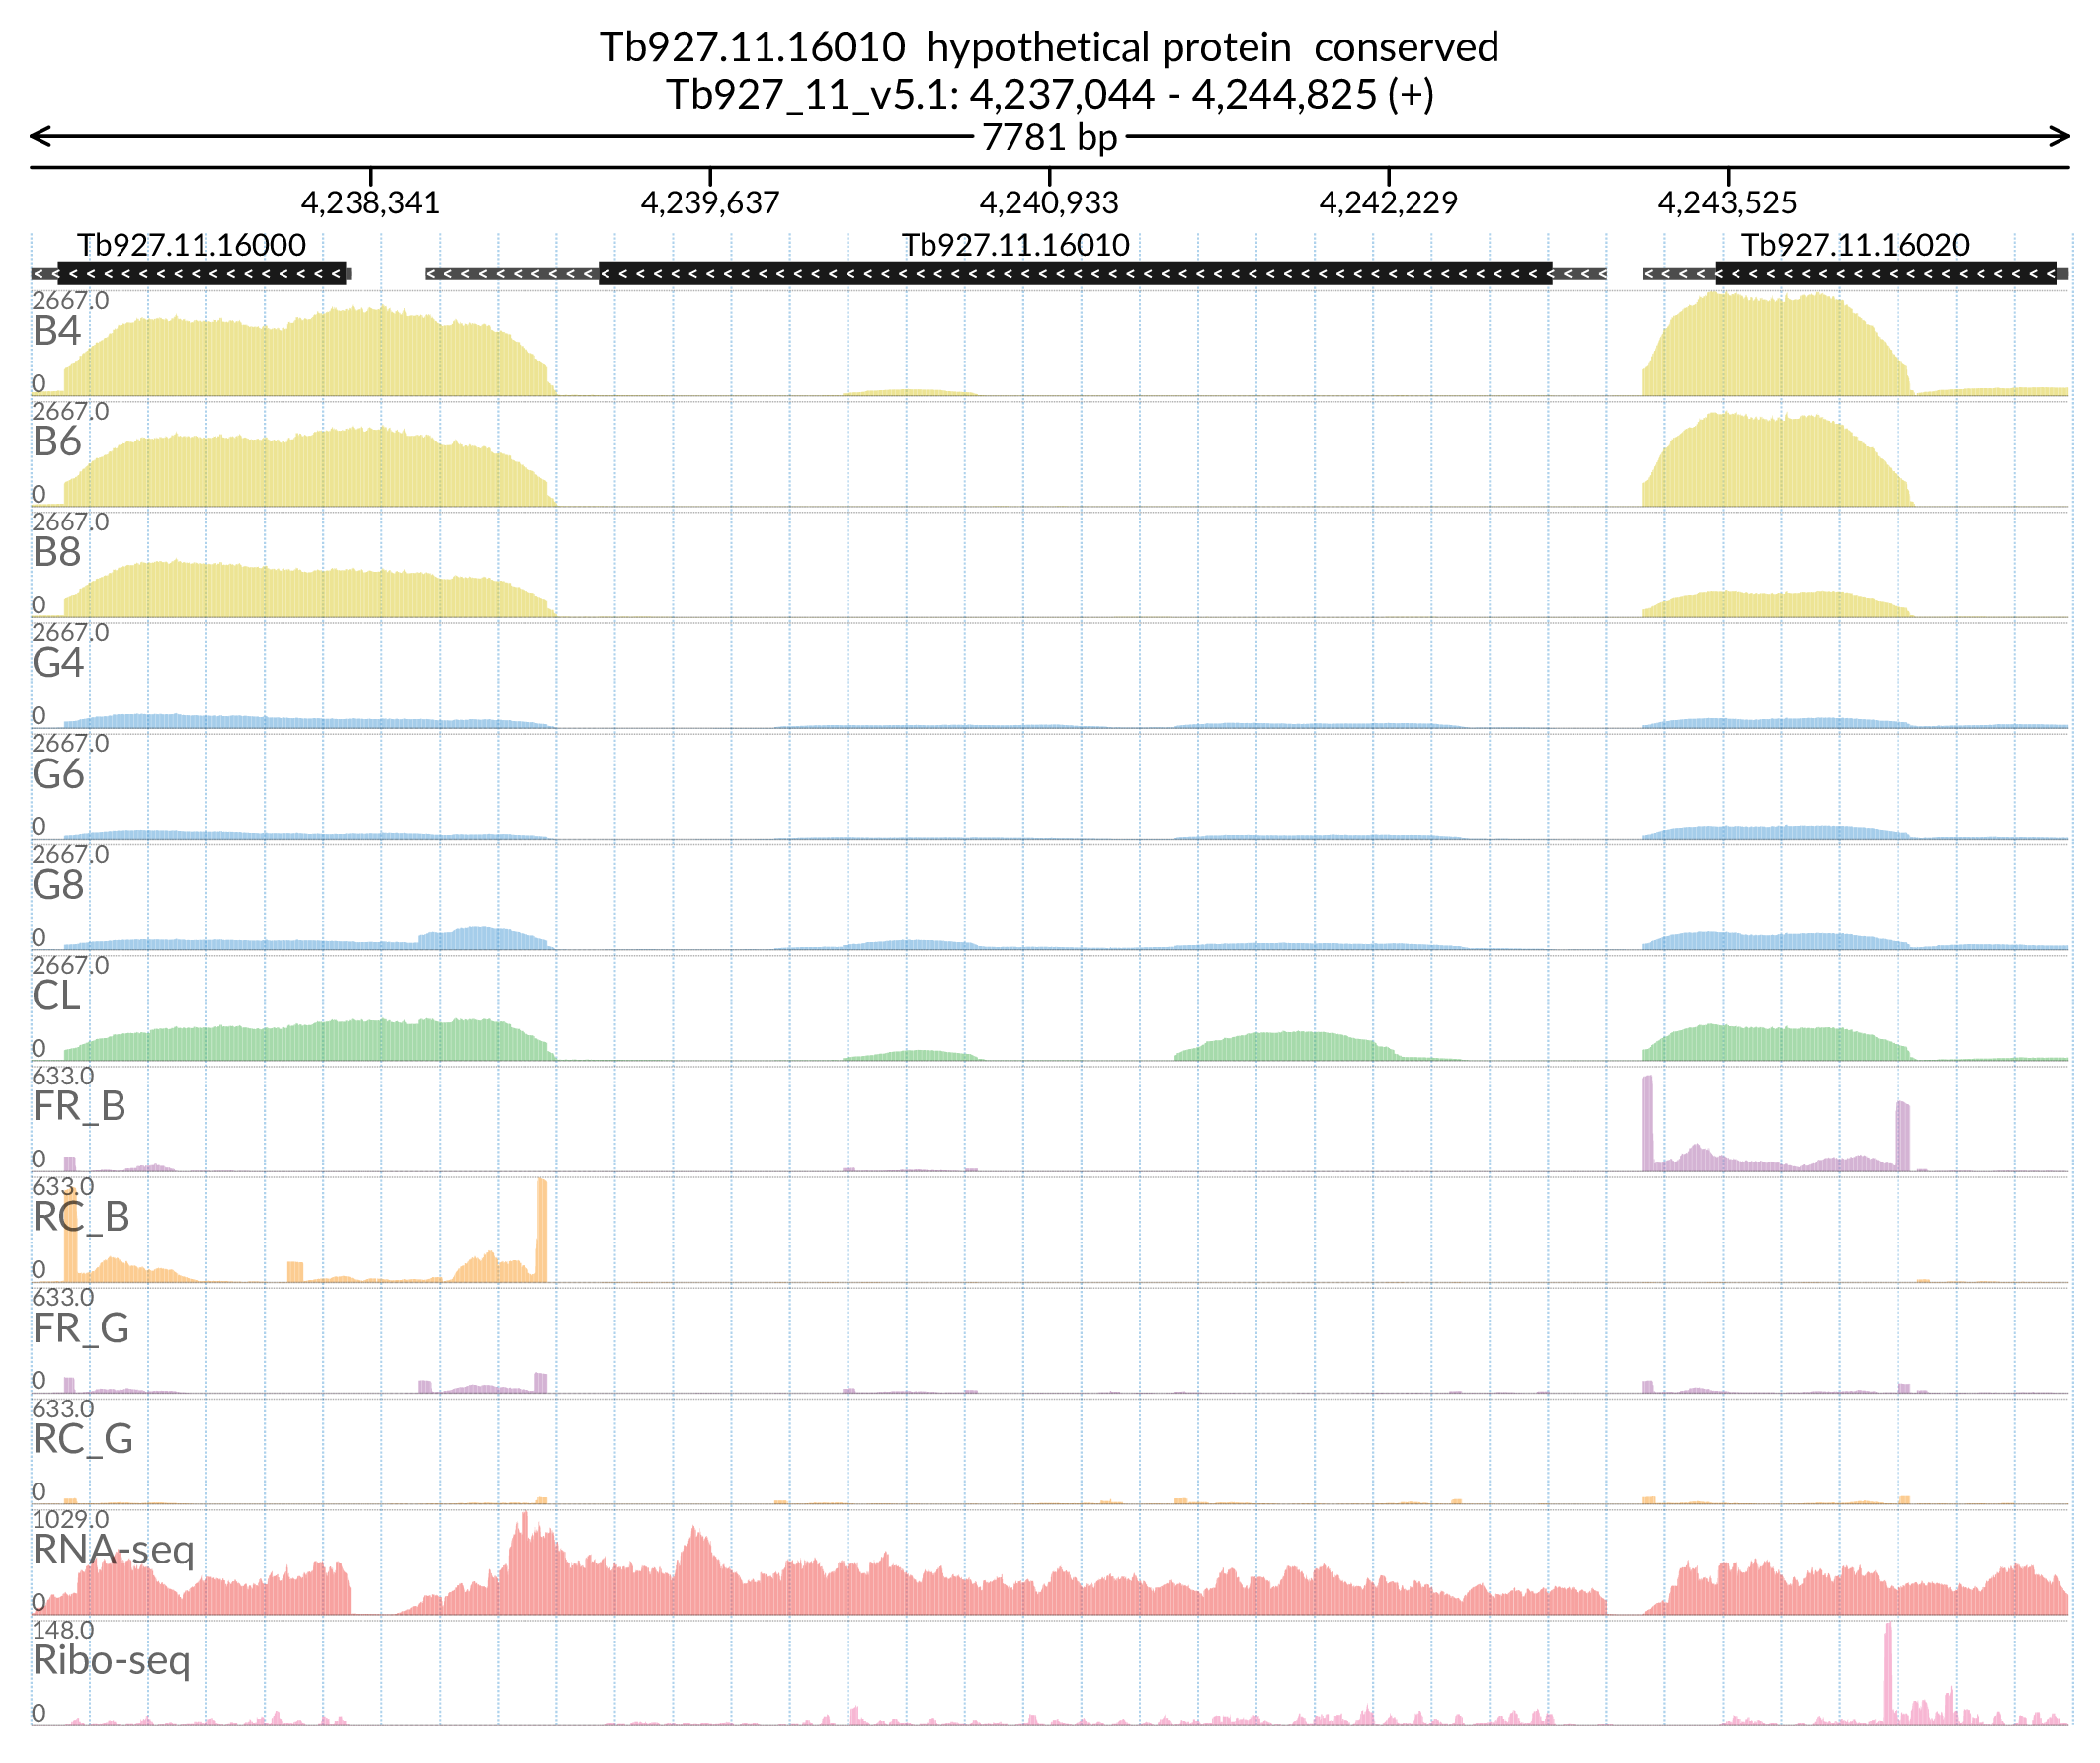 Tb927.11.16010 hypothetical protein conserved
Tb927_11_v5.1: 4,237,044 - 4,244,825 (+)
7781 bp
4,238,341 4,239,637 4,240,933 4,242,229 4,243,525
Tb927.11.16000 Tb927.11.16010 Tb927.11.16020
2667.0
B4
0
2667.0
B6
0
2667.0
B8
0
2667.0
G4
0
2667.0
G6
0
2667.0
G8
0
2667.0
CL
0
633.0
FR_B
0
633.0
RC_B
0
633.0
FR_G
0
633.0
RC_G
0
1029.0
RNA-seq
0
148.0
Ribo-seq
0